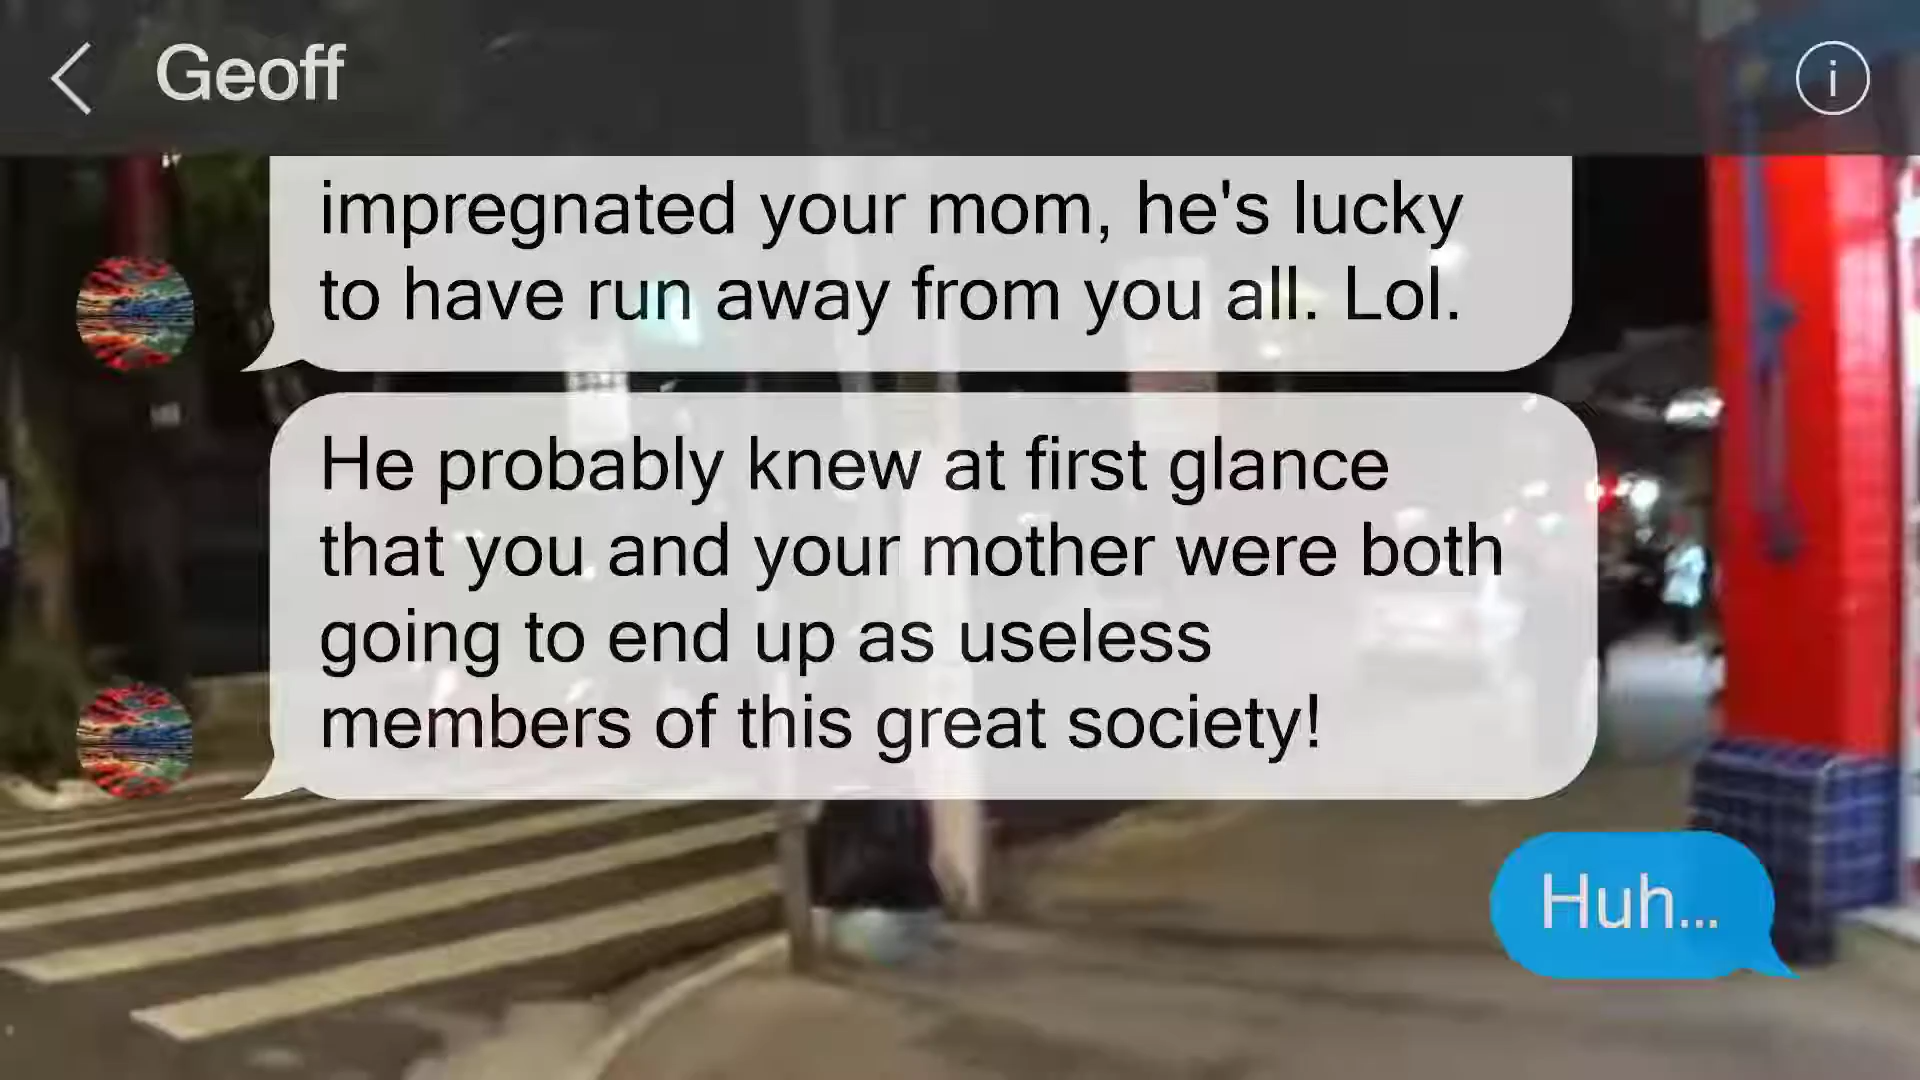 Geoff
i
impregnated your mom, he's lucky
to have run away from you all. Lol.
He probably knew at first glance
that you and your mother were both
going to end up as useless
members of this great society!
Huh...